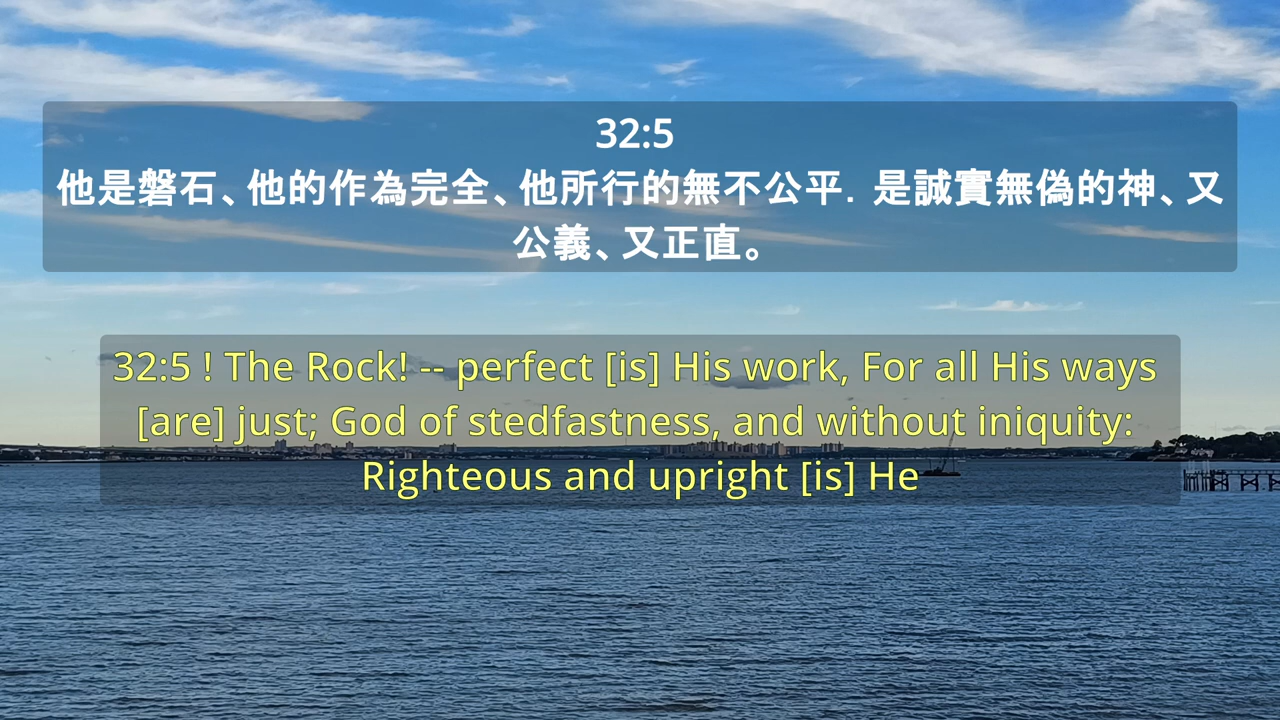 32:5
他是磐石、他的作為完全、他所行的無不公平. 是誠實無偽的神、又
公義、又正直。
32:5 ! The Rock! -- perfect [is] His work, For all His ways
[are] just; God of stedfastness, and without iniquity:
Righteous and upright [is] He